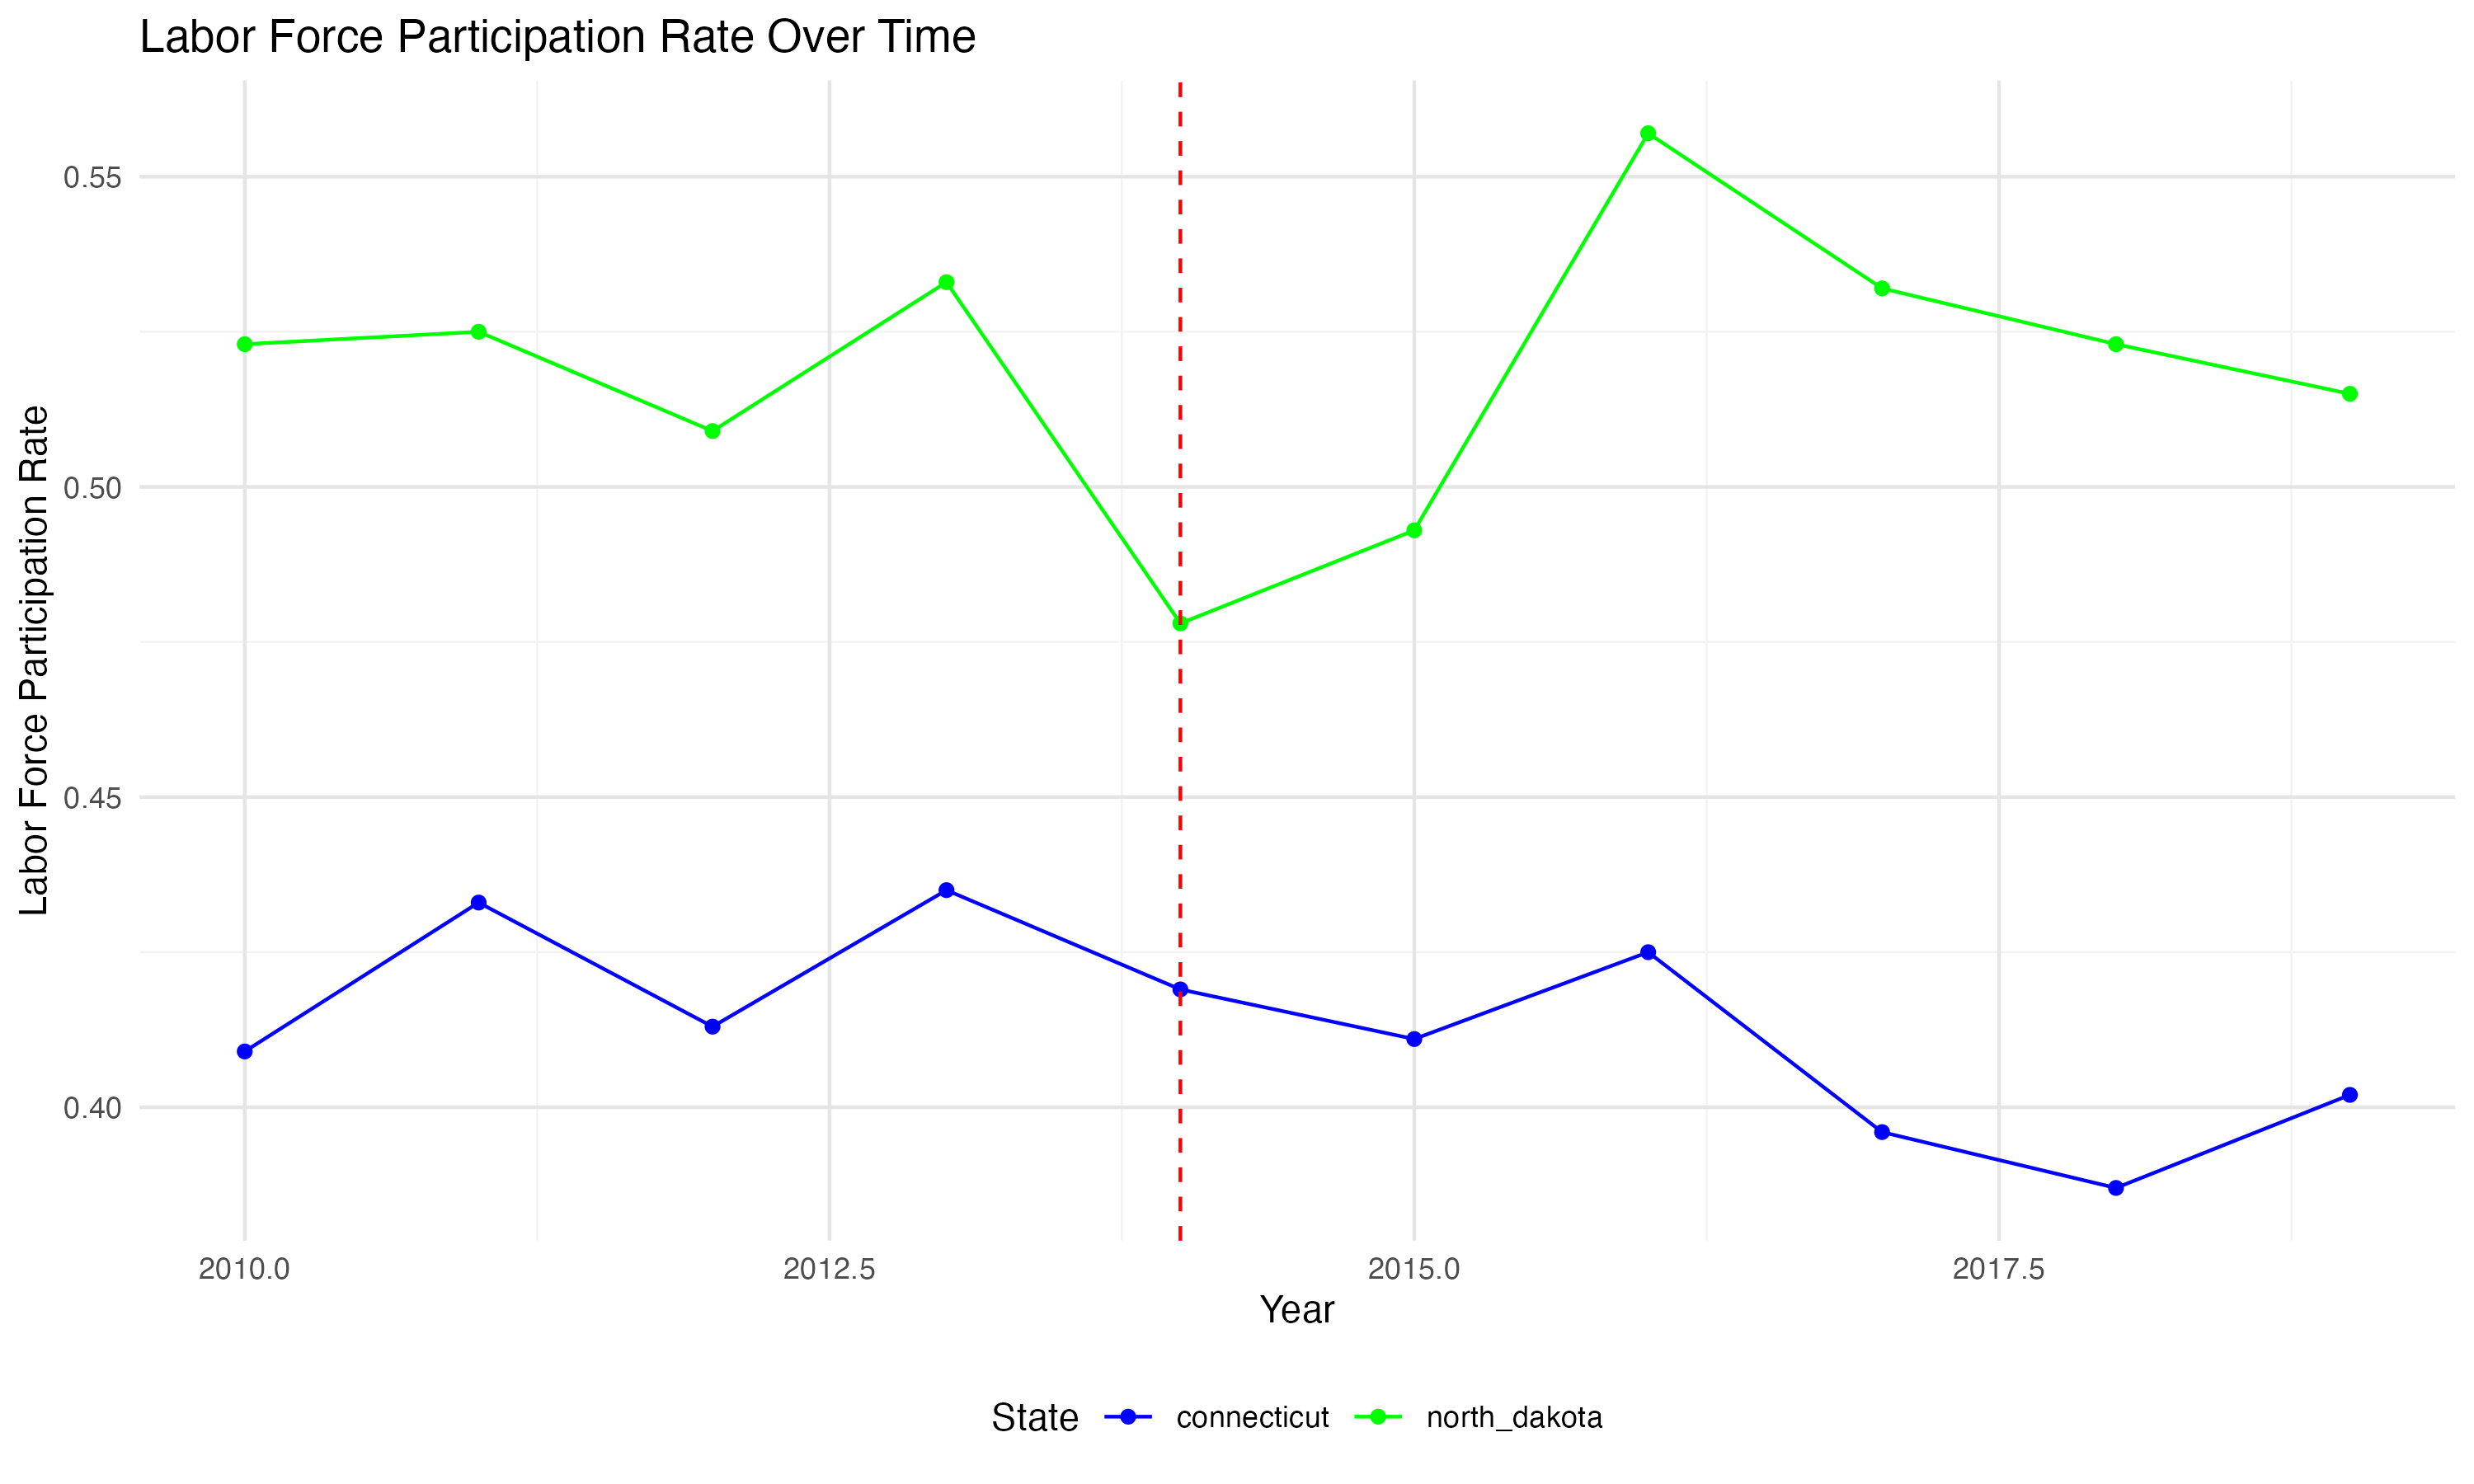 Labor Force Participation Rate Over Time
Labor Force Participation Rate
0.55
0.50
0.45
0.40
2010.0 2012.5 2015.0 2017.5
Year
State connecticut north_dakota